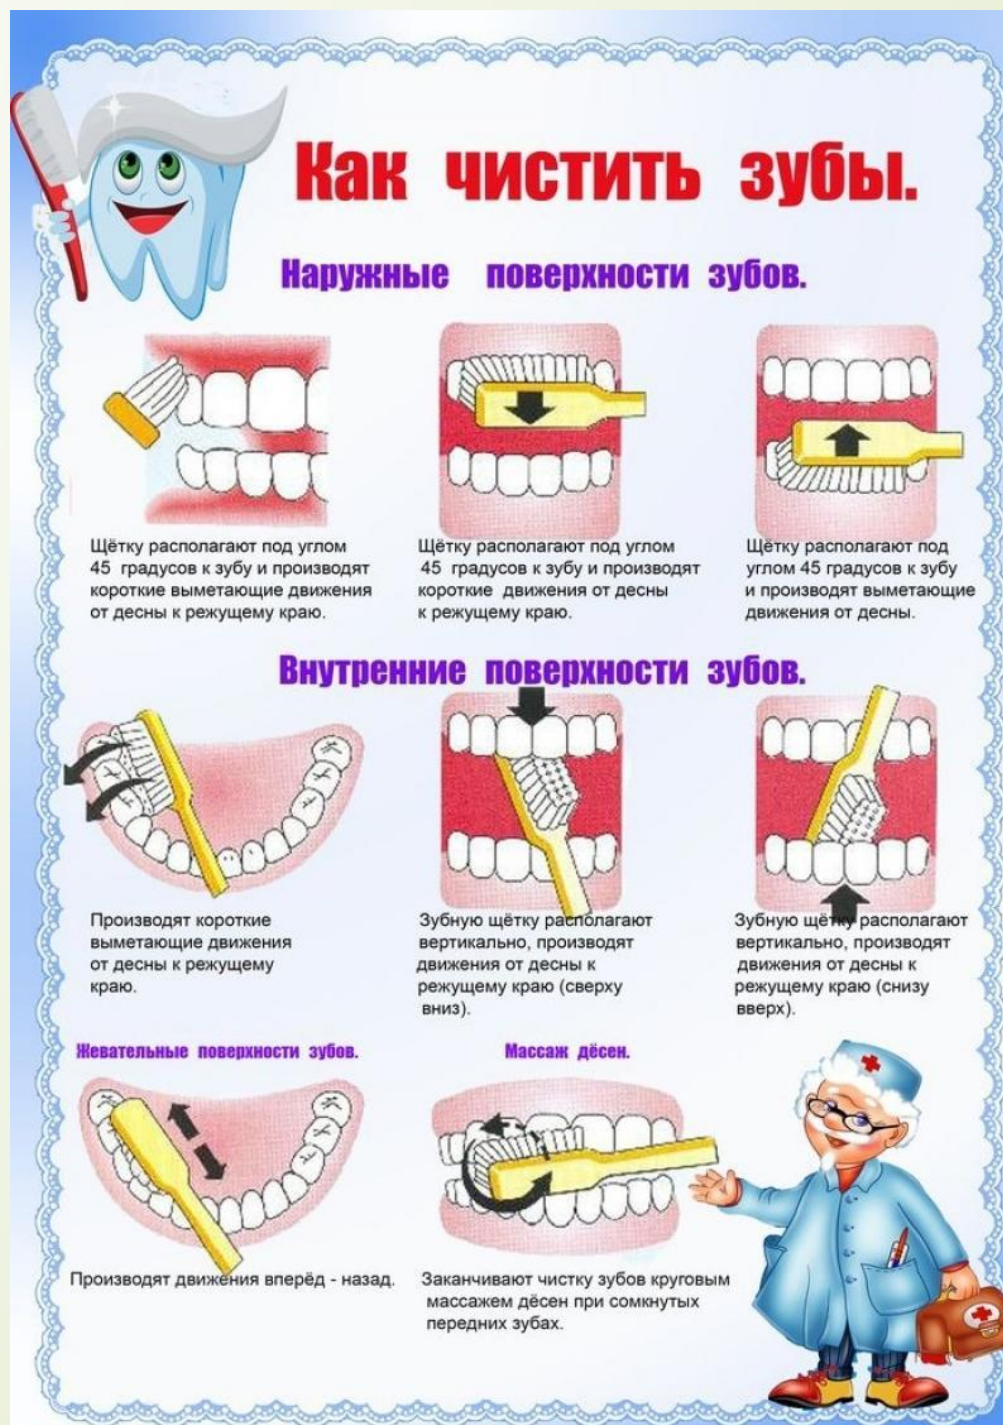 Как чистить зубы.
Наружные поверхности зубов.
Щётку располагают под углом
45 градусов к зубу и производят
короткие выметающие движения
от десны к режущему краю.
Щётку располагают под углом
45 градусов к зубу и производят
короткие движения от десны
к режущему краю.
Щётку располагают под
углом 45 градусов к зубу
и производят выметающие
движения от десны.
Внутренние поверхности зубов.
Производят короткие
выметающие движения
от десны к режущему
краю.
Зубную щётку располагают
вертикально, производят
движения от десны к
режущему краю (сверху
вниз).
Зубную щётку располагают
вертикально, производят
движения от десны к
режущему краю (снизу
вверх).
Жевательные поверхности зубов.
Производят движения вперёд - назад.
Массаж дёсен.
Заканчивают чистку зубов круговым
массажем дёсен при сомкнутых
передних зубах.